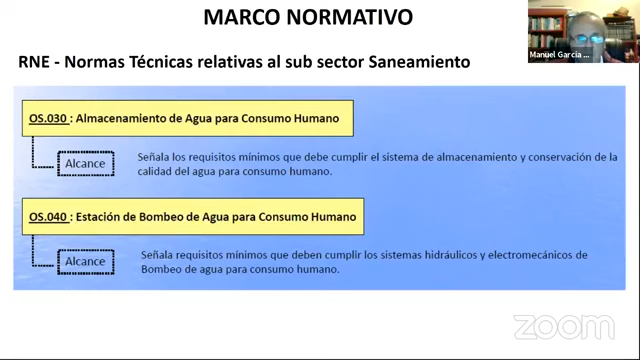 MARCO NORMATIVO
Manuel García ...
RNE - Normas Técnicas relativas al sub sector Saneamiento
OS.030 : Almacenamiento de Agua para Consumo Humano
Alcance
Señala los requisitos mínimos que debe cumplir el sistema de almacenamiento y conservación de la
calidad del agua para consumo humano.
OS.040 : Estación de Bombeo de Agua para Consumo Humano
Alcance
Señala requisitos mínimos que deben cumplir los sistemas hidráulicos y electromecánicos de
Bombeo de agua para consumo humano.
zoom